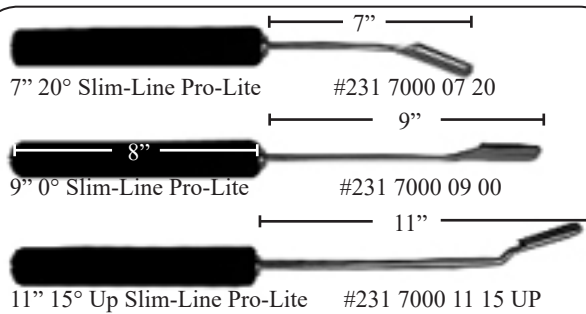 7”
7” 20° Slim-Line Pro-Lite #231 7000 07 20
9”
8”
9” 0° Slim-Line Pro-Lite #231 7000 09 00
11”
11” 15° Up Slim-Line Pro-Lite #231 7000 11 15 UP